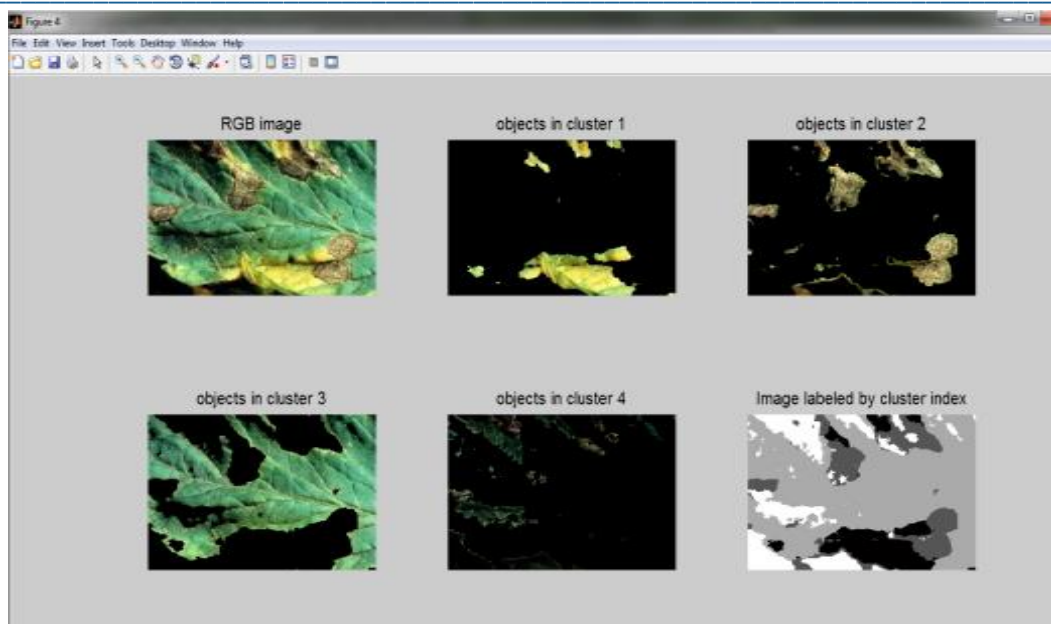 Figure 4
File Edit View Insert Tools Desktop Window Help
RGB image
objects in cluster 1
objects in cluster 2
objects in cluster 3
objects in cluster 4
Image labeled by cluster index